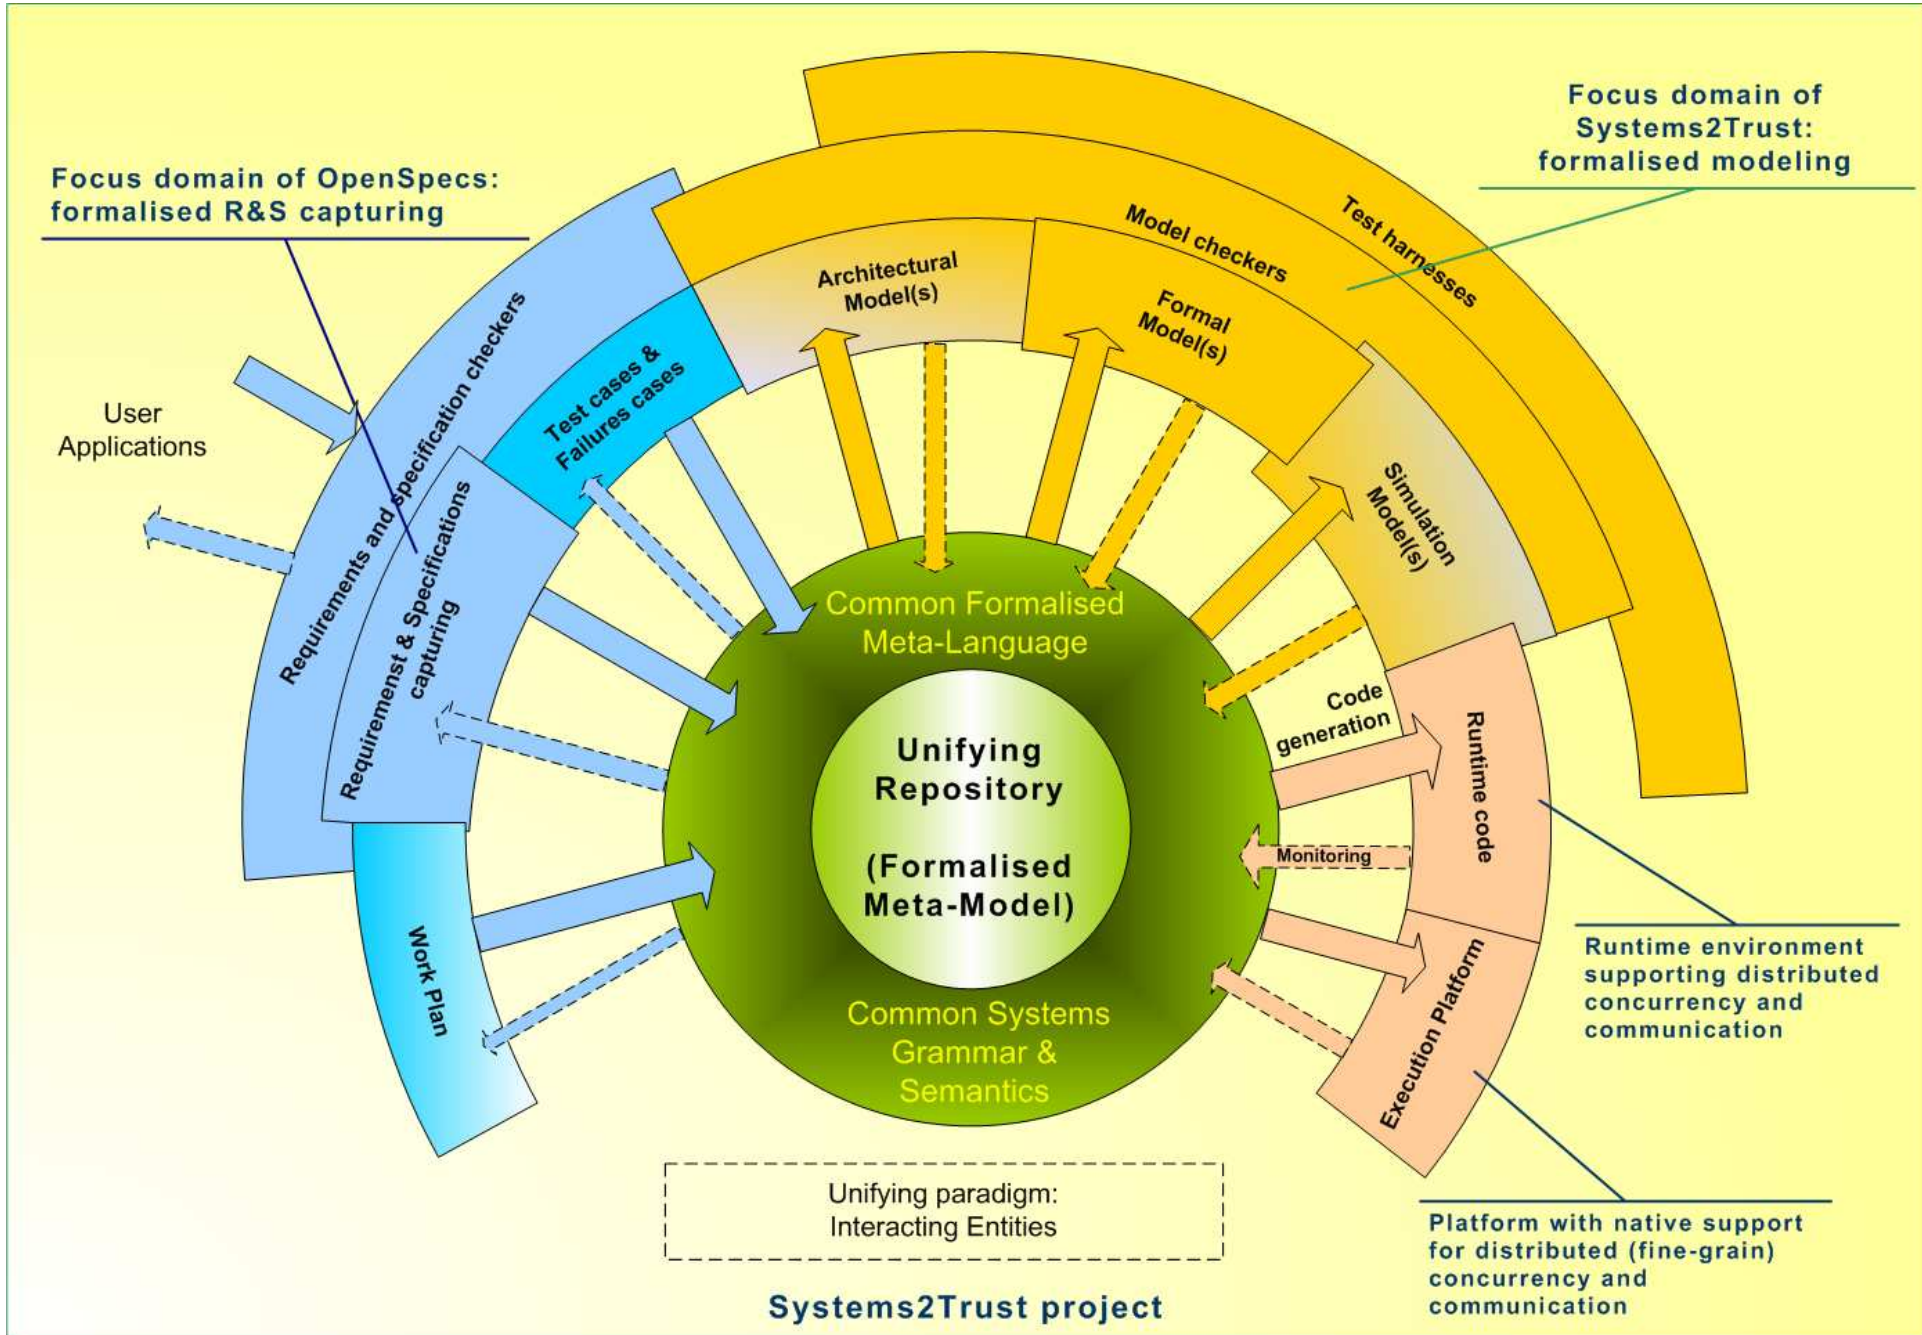 Focus domain of
Systems2Trust:
formalised modeling
Focus domain of OpenSpecs:
formalised R&S capturing
Test harnesses
Model checkers
Architectural
Model(s)
Formal
Model(s)
Simulation
Model(s)
Requirements and specification checkers
Test cases &
Failures cases
User
Applications
Requiremenst & Specifications
capturing
Work Plan
Common Formalised
Meta-Language
Unifying
Repository
(Formalised
Meta-Model)
Common Systems
Grammar &
Semantics
Code
generation
Monitoring
Runtime code
Execution Platform
Runtime environment
supporting distributed
concurrency and
communication
Platform with native support
for distributed (fine-grain)
concurrency and
communication
Unifying paradigm:
Interacting Entities
Systems2Trust project